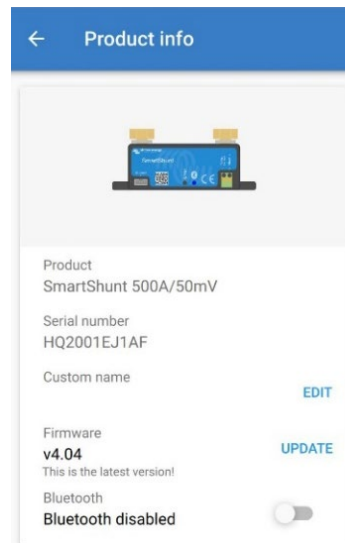 Product info
SmartShunt
Product
SmartShunt 500A/50mV
Serial number
HQ2001EJ1AF
Custom name
EDIT
Firmware
v4.04
UPDATE
This is the latest version!
Bluetooth
Bluetooth disabled